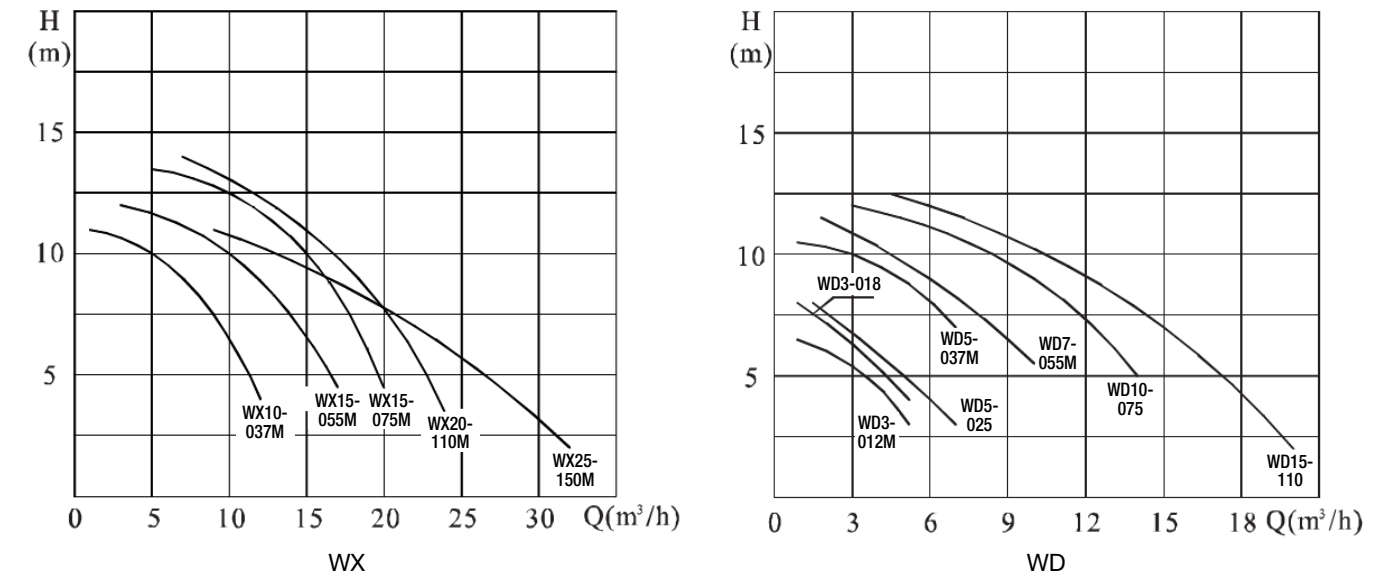 H
(m)
15
10
5
0 5 10 15 20 25 30 Q(m³/h)
WX10-
037M
WX15-
055M
WX15-
075M
WX20-
110M
WX25-
150M
WX
H
(m)
15
10
5
0 3 6 9 12 15 18 Q(m³/h)
WD3-018
WD5-
037M
WD7-
055M
WD10-
075
WD3-
012M
WD5-
025
WD15-
110
WD